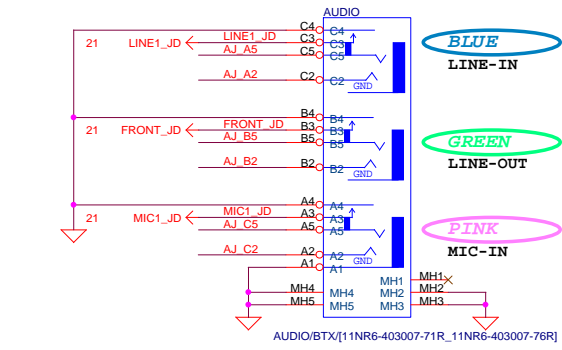 AUDIO
C4 C4
21 LINE1_JD LINE1_JD C3 C3
AJ_A5 C5 C5
AJ_A2 C2 C2
GND
BLUE
LINE-IN
B4 B4
21 FRONT_JD FRONT_JD B3 B3
AJ_B5 B5 B5
AJ_B2 B2 B2
GND
GREEN
LINE-OUT
A4 A4
21 MIC1_JD MIC1_JD A3 A3
AJ_C5 A5 A5
AJ_C2 A2 A2
GND
A1 A1
PINK
MIC-IN
MH1 MH1
MH4 MH4 MH2 MH2
MH5 MH5 MH3 MH3
AUDIO/BTX/[11NR6-403007-71R_11NR6-403007-76R]